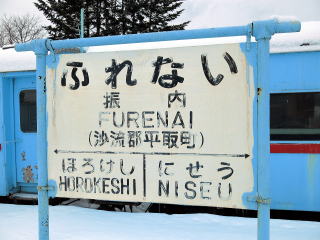 ふれない
振内
FURENAI
(沙流郡平取町)
ほろけし にせう
HOROKESHI NISEU